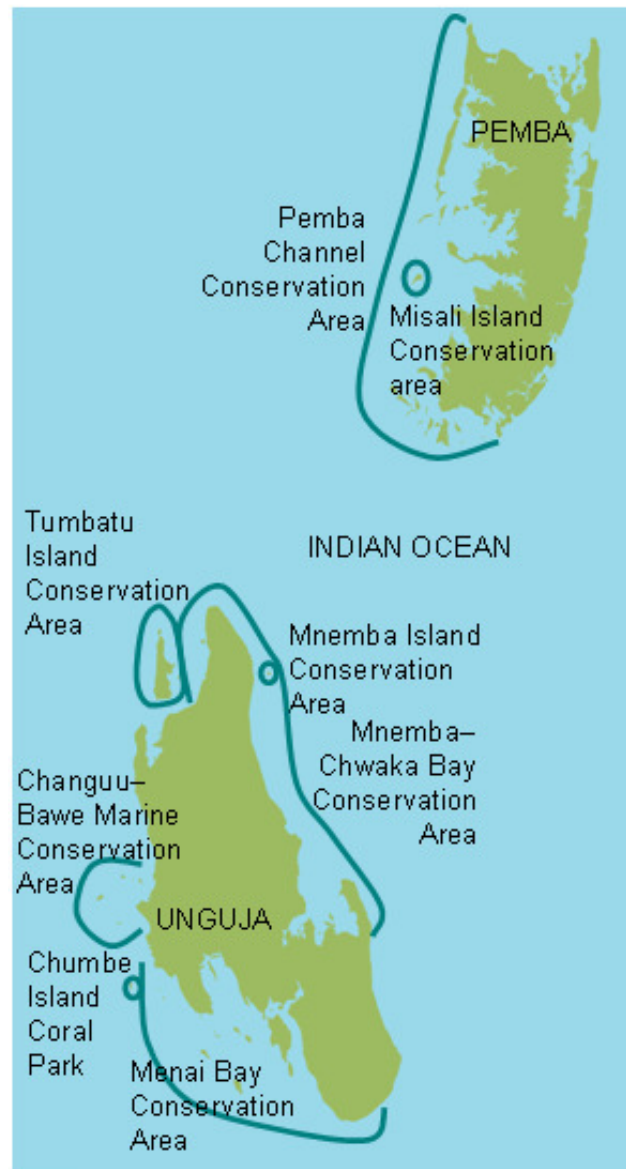 PEMBA
Pemba
Channel
Conservation
Area
Misali Island
Conservation
area
Tumbatu
Island
Conservation
Area
INDIAN OCEAN
Mnemba Island
Conservation
Area
Mnemba–
Chwaka Bay
Conservation
Area
Changuu–
Bawe Marine
Conservation
Area
UNGUJA
Chumbe
Island
Coral
Park
Menai Bay
Conservation
Area